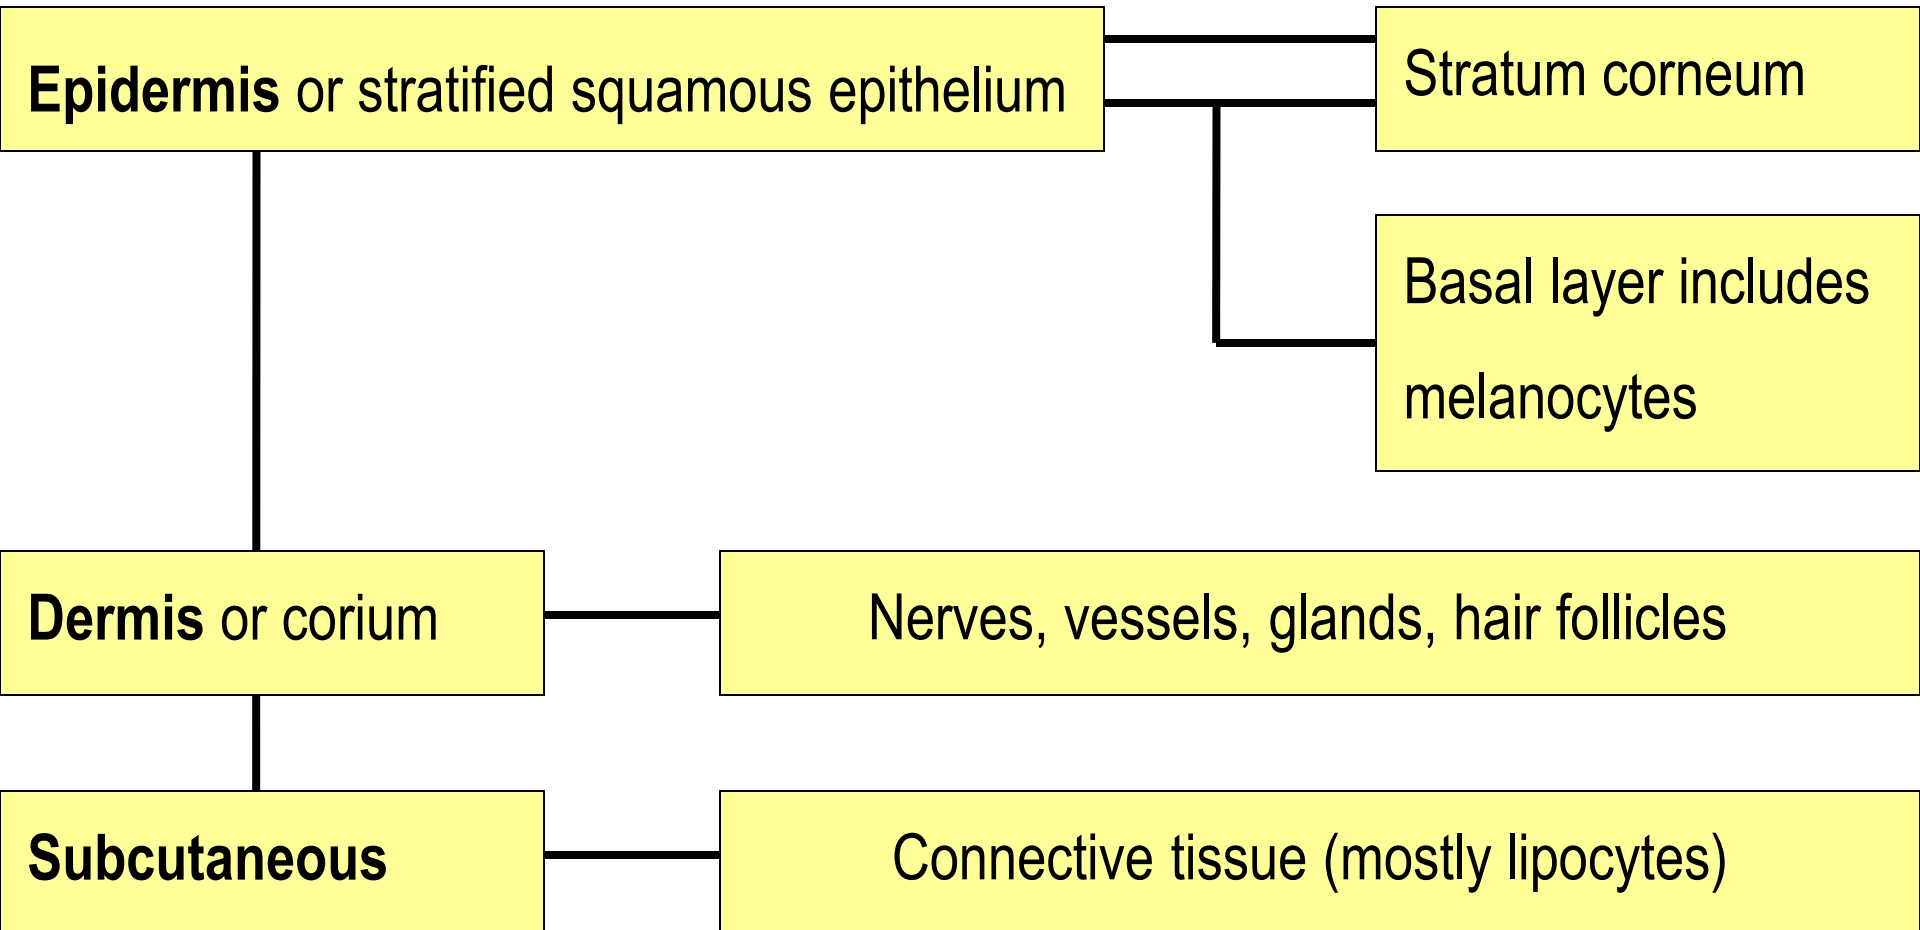 Epidermis or stratified squamous epithelium
Stratum corneum
Basal layer includes
melanocytes
Dermis or corium
Nerves, vessels, glands, hair follicles
Subcutaneous
Connective tissue (mostly lipocytes)